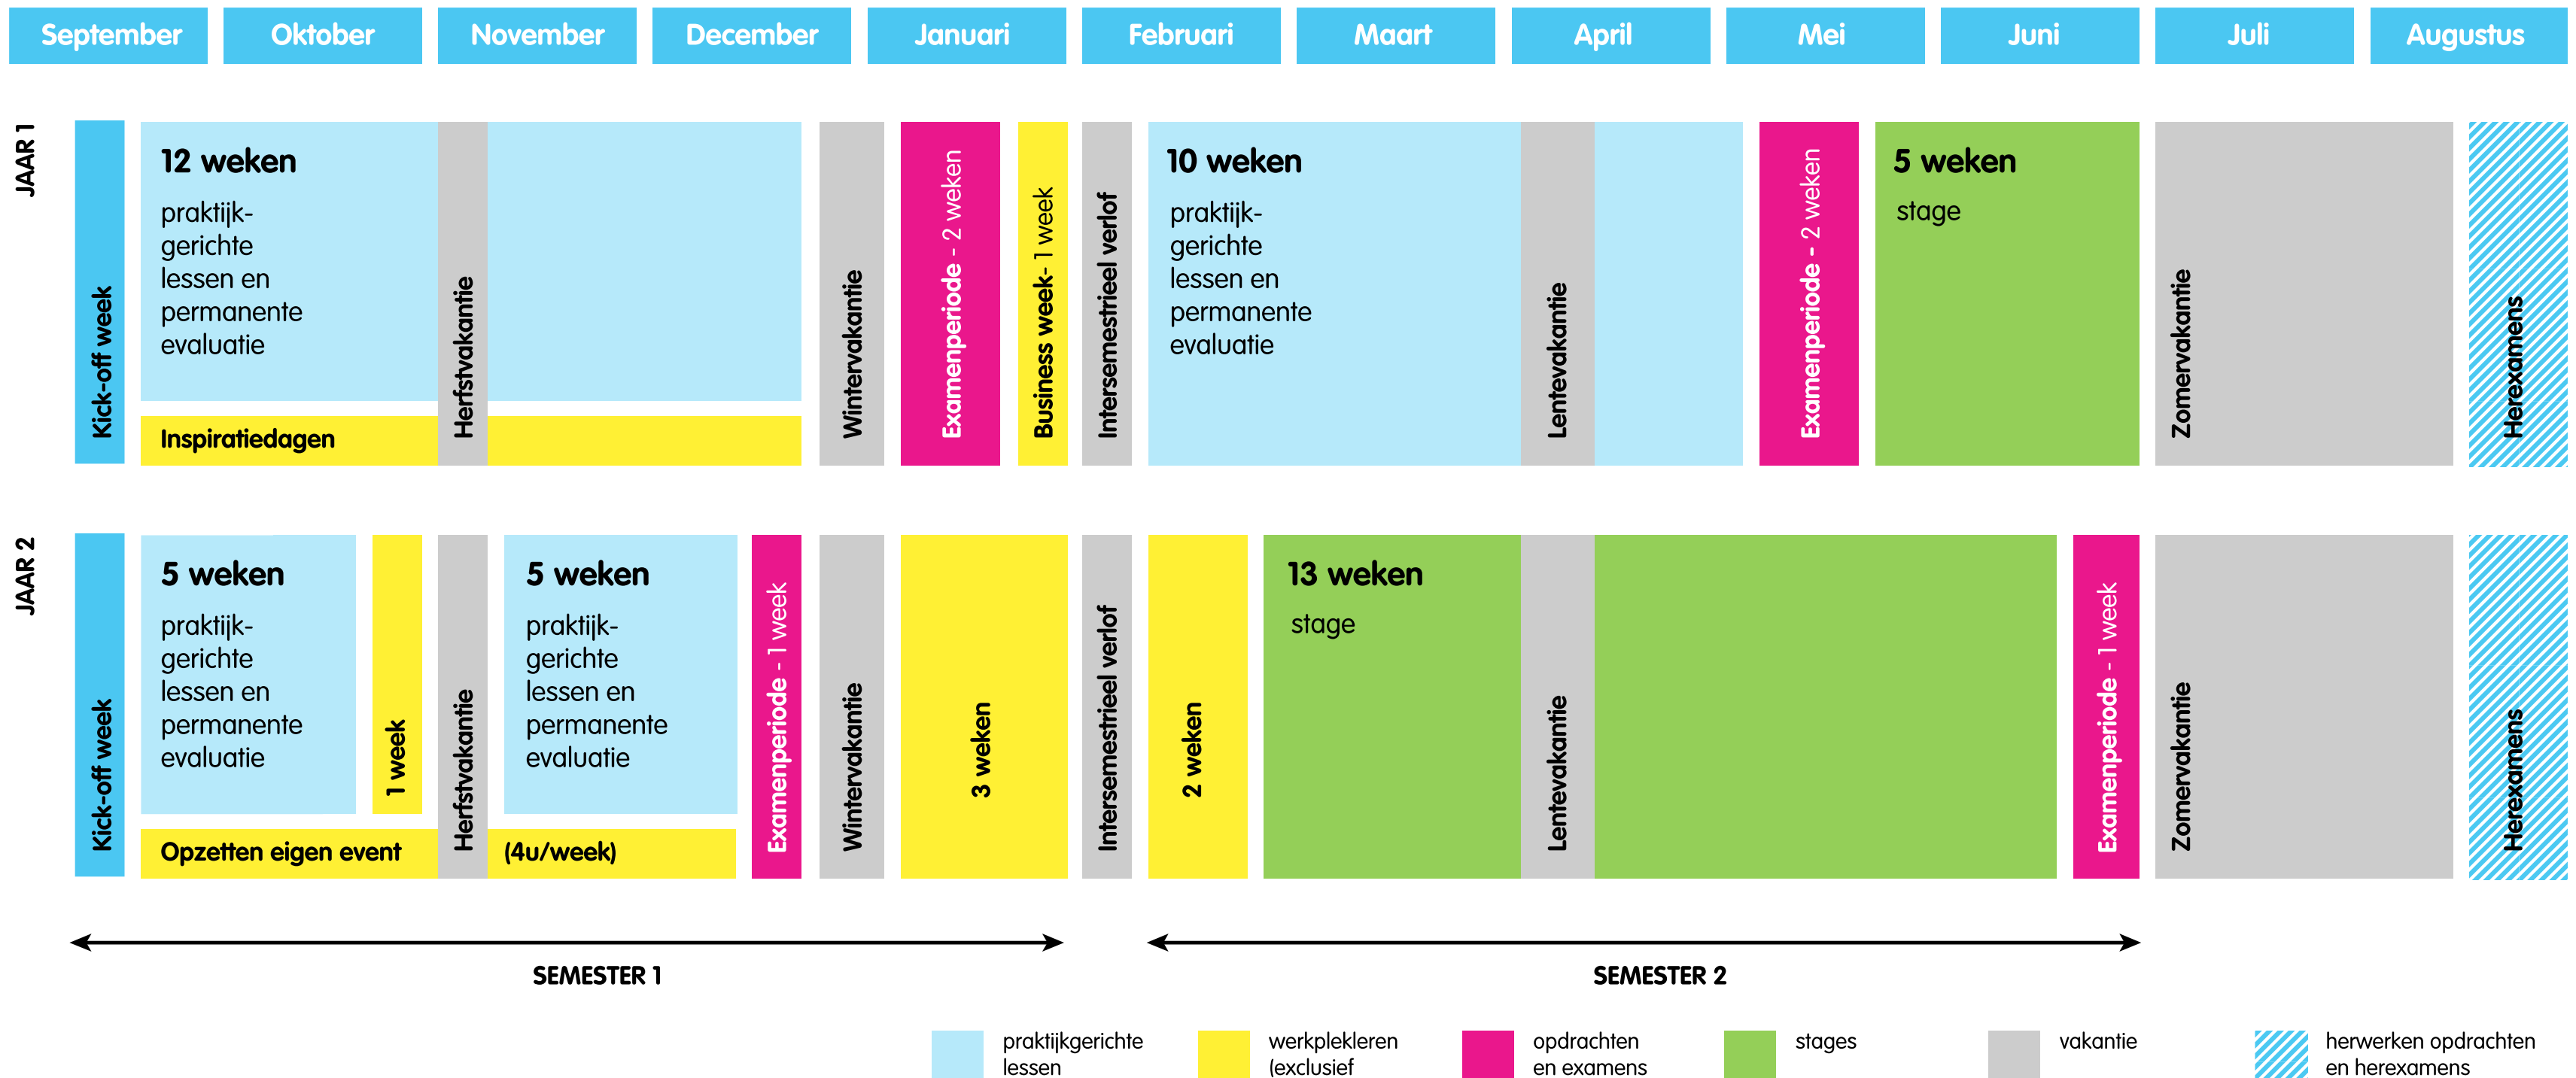 September Oktober November December Januari Februari Maart April Mei Juni Juli Augustus
JAAR 1
Kick-off week
12 weken
praktijk-
gerichte
lessen en
permanente
evaluatie
Inspiratiedagen
Herfstvakantie
Wintervakantie
Examenperiode - 2 weken
Business week- 1 week
Intersemestrieel verlof
10 weken
praktijk-
gerichte
lessen en
permanente
evaluatie
Lentevakantie
Examenperiode - 2 weken
5 weken
stage
Zomervakantie
Herexamens
JAAR 2
Kick-off week
5 weken
praktijk-
gerichte
lessen en
permanente
evaluatie
1 week
Herfstvakantie
5 weken
praktijk-
gerichte
lessen en
permanente
evaluatie
Opzetten eigen event (4u/week)
Examenperiode - 1 week
Wintervakantie
3 weken
Intersemestrieel verlof
2 weken
13 weken
stage
Lentevakantie
Examenperiode - 1 week
Zomervakantie
Herexamens
SEMESTER 1
SEMESTER 2
praktijkgerichte
lessen
werkplekleren
(exclusief
opdrachten
en examens
stages
vakantie
herwerken opdrachten
en herexamens